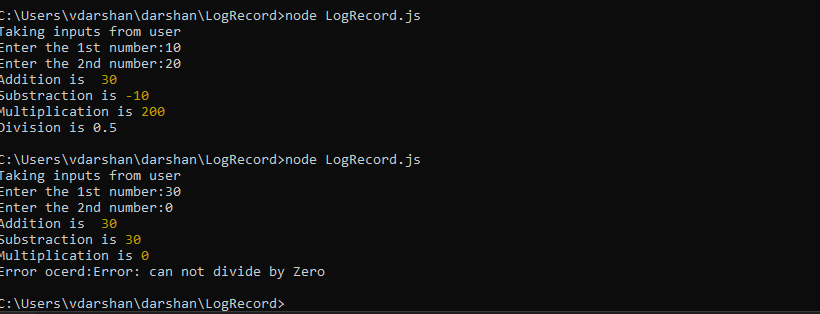 C:\Users\vdarshan\darshan\LogRecord>node LogRecord.js
Taking inputs from user
Enter the 1st number:10
Enter the 2nd number:20
Addition is  30
Substraction is -10
Multiplication is 200
Division is 0.5
C:\Users\vdarshan\darshan\LogRecord>node LogRecord.js
Taking inputs from user
Enter the 1st number:30
Enter the 2nd number:0
Addition is  30
Substraction is 30
Multiplication is 0
Error ocerd:Error: can not divide by Zero
C:\Users\vdarshan\darshan\LogRecord>